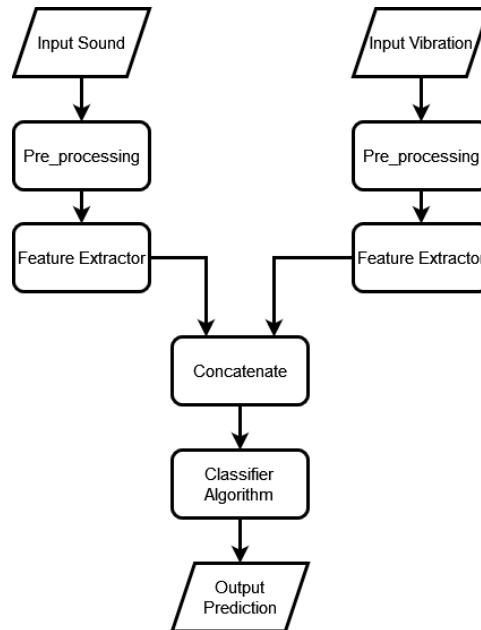 Input Sound
Input Vibration
Pre_processing
Pre_processing
Feature Extractor
Feature Extractor
Concatenate
Classifier
Algorithm
Output
Prediction